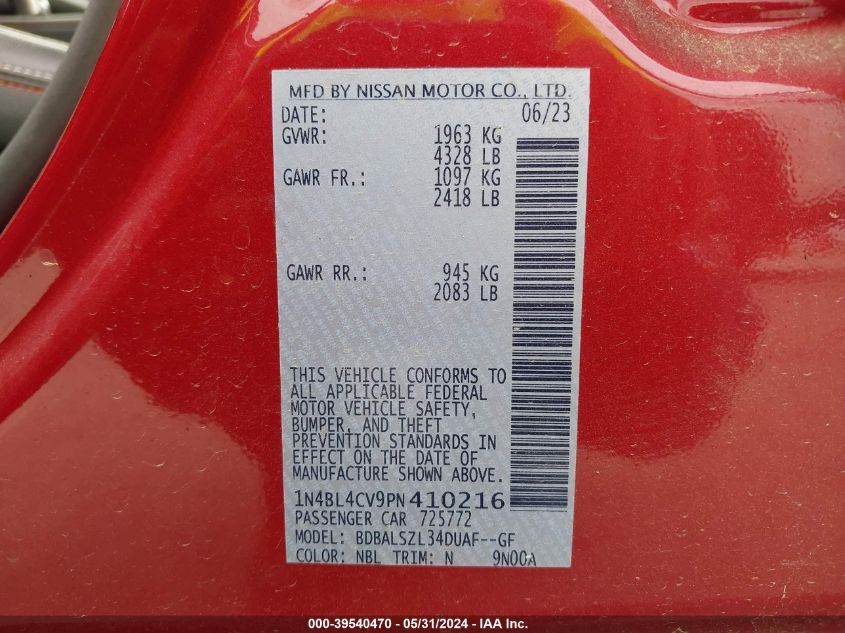 MFD BY NISSAN MOTOR CO., LTD.
DATE: 06/23
GVWR: 1963 KG
4328 LB
GAWR FR.: 1097 KG
2418 LB
GAWR RR.: 945 KG
2083 LB
THIS VEHICLE CONFORMS TO
ALL APPLICABLE FEDERAL
MOTOR VEHICLE SAFETY,
BUMPER, AND THEFT
PREVENTION STANDARDS IN
EFFECT ON THE DATE OF
MANUFACTURE SHOWN ABOVE.
1N4BL4CV9PN410216
PASSENGER CAR 725772
MODEL: BDBALSZL34DUAF--GF
COLOR: NBL TRIM: N 9N00A
000-39540470 - 05/31/2024 - IAA Inc.